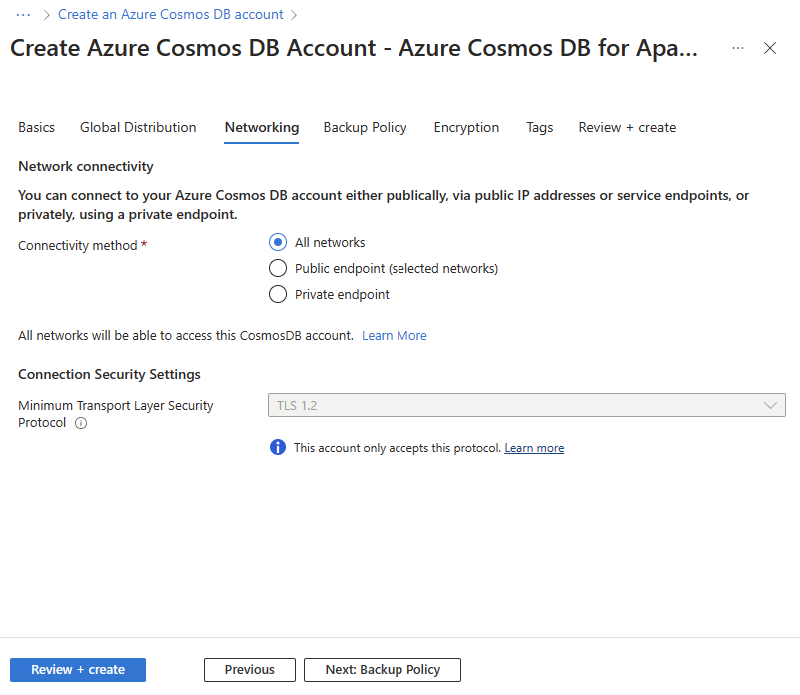 ··· > Create an Azure Cosmos DB account >
Create Azure Cosmos DB Account - Azure Cosmos DB for Apa... ···
Basics Global Distribution Networking Backup Policy Encryption Tags Review + create
Network connectivity
You can connect to your Azure Cosmos DB account either publically, via public IP addresses or service endpoints, or
privately, using a private endpoint.
Connectivity method *
All networks
Public endpoint (selected networks)
Private endpoint
All networks will be able to access this CosmosDB account. Learn More
Connection Security Settings
Minimum Transport Layer Security
Protocol
TLS 1.2
This account only accepts this protocol. Learn more
Review + create Previous Next: Backup Policy